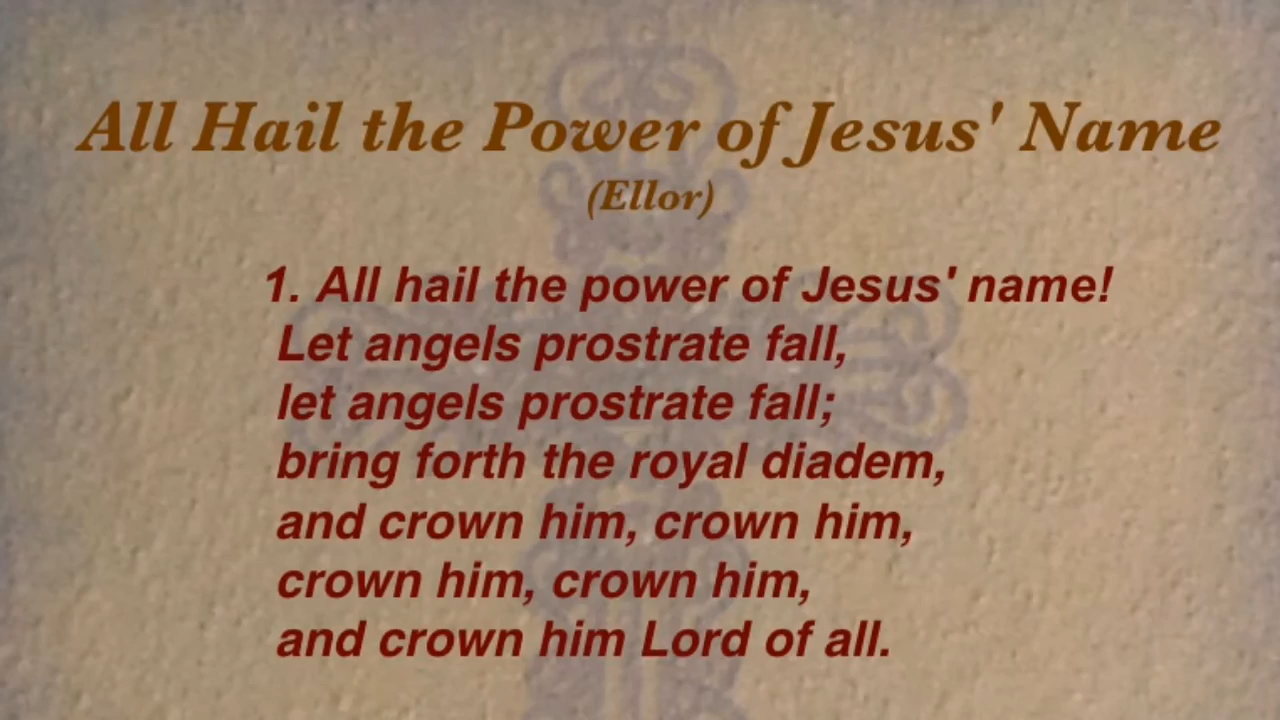 All Hail the Power of Jesus' Name
(Ellor)
1. All hail the power of Jesus' name!
Let angels prostrate fall,
let angels prostrate fall;
bring forth the royal diadem,
and crown him, crown him,
crown him, crown him,
and crown him Lord of all.